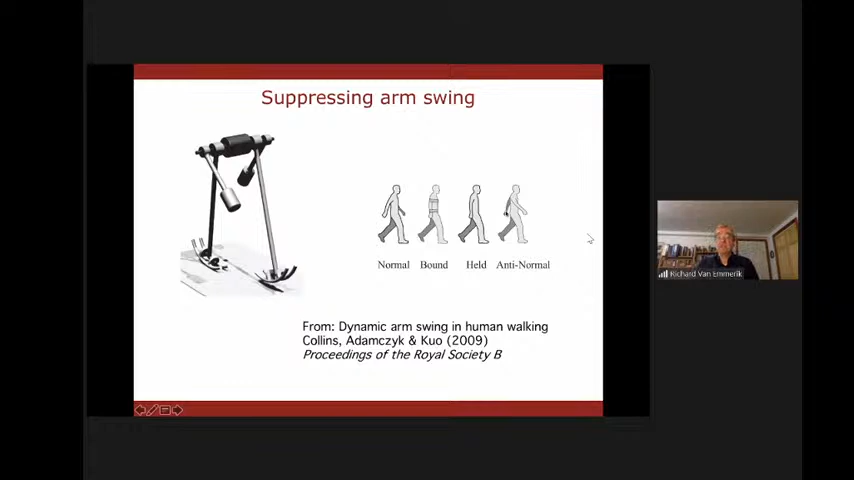 Suppressing arm swing
Normal Bound Held Anti-Normal
From: Dynamic arm swing in human walking
Collins, Adamczyk & Kuo (2009)
Proceedings of the Royal Society B
Richard Van Emmerik